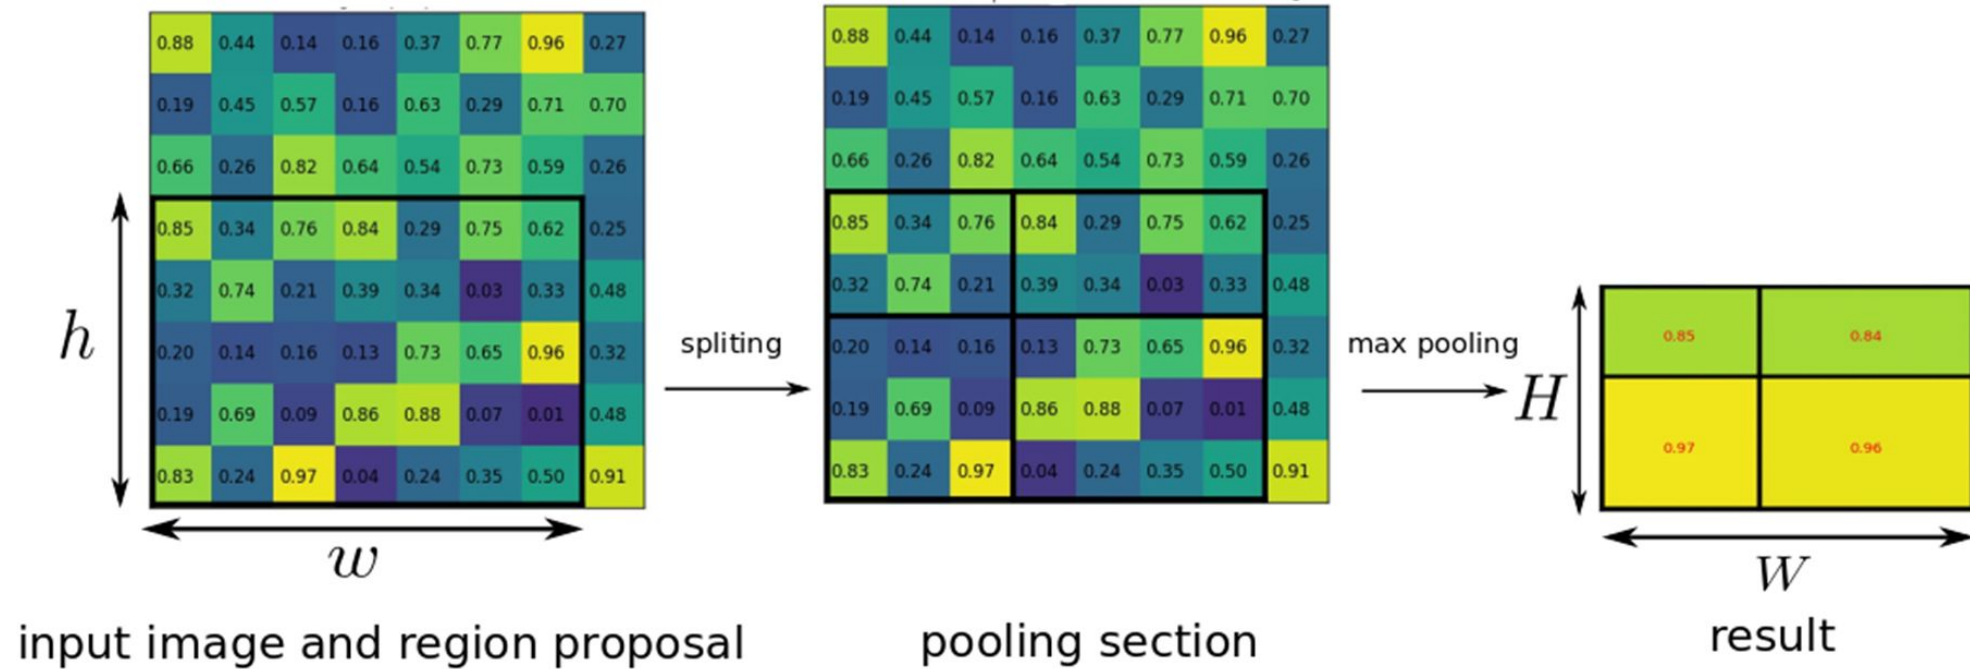 0.88 0.44 0.14 0.16 0.37 0.77 0.96 0.27
0.19 0.45 0.57 0.16 0.63 0.29 0.71 0.70
0.66 0.26 0.82 0.64 0.54 0.73 0.59 0.26
0.85 0.34 0.76 0.84 0.29 0.75 0.62 0.25
0.32 0.74 0.21 0.39 0.34 0.03 0.33 0.48
0.20 0.14 0.16 0.13 0.73 0.65 0.96 0.32
0.19 0.69 0.09 0.86 0.88 0.07 0.01 0.48
0.83 0.24 0.97 0.04 0.24 0.35 0.50 0.91
h
w
input image and region proposal
spliting
0.88 0.44 0.14 0.16 0.37 0.77 0.96 0.27
0.19 0.45 0.57 0.16 0.63 0.29 0.71 0.70
0.66 0.26 0.82 0.64 0.54 0.73 0.59 0.26
0.85 0.34 0.76 0.84 0.29 0.75 0.62 0.25
0.32 0.74 0.21 0.39 0.34 0.03 0.33 0.48
0.20 0.14 0.16 0.13 0.73 0.65 0.96 0.32
0.19 0.69 0.09 0.86 0.88 0.07 0.01 0.48
0.83 0.24 0.97 0.04 0.24 0.35 0.50 0.91
pooling section
max pooling
0.85 0.84
0.97 0.96
H
W
result